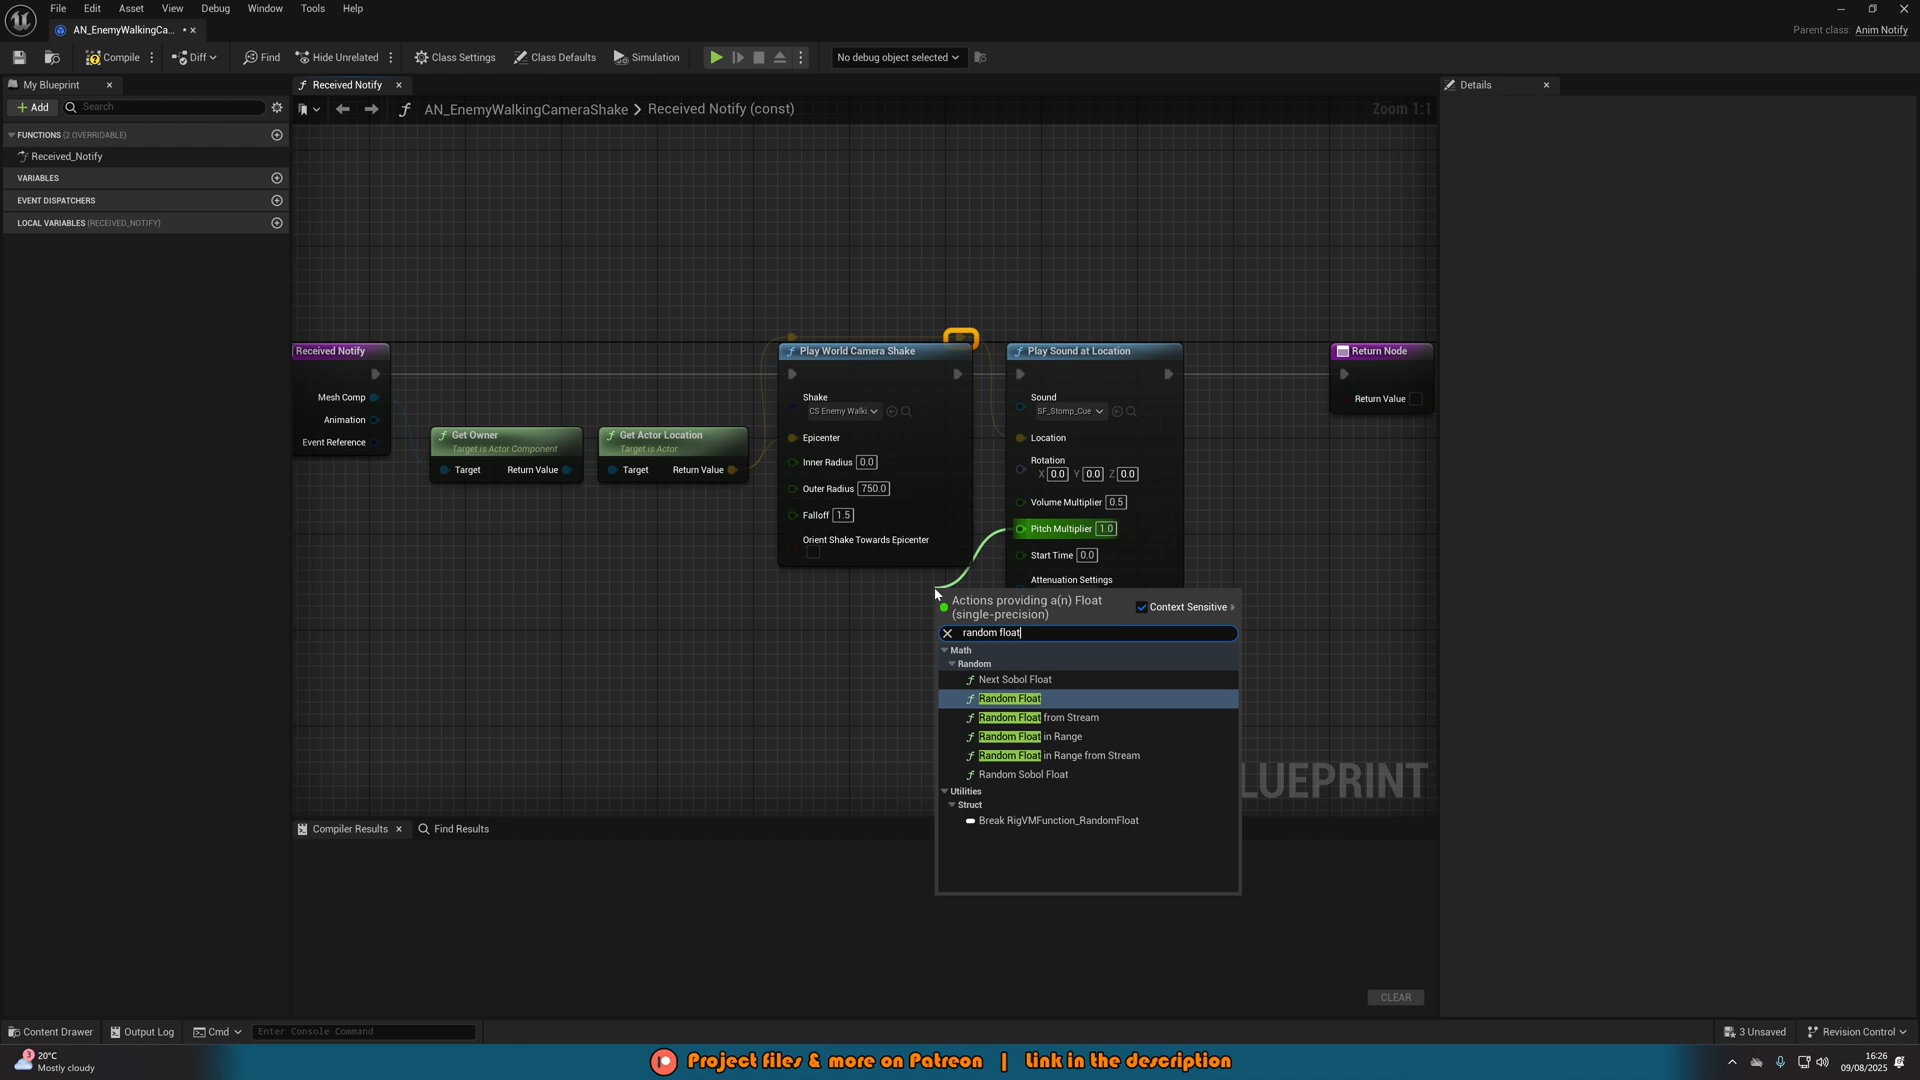 File Edit Asset View Debug Window Tools Help
AN_EnemyWalkingCa...
Parent class: Anim Notify
Compile Diff Find Hide Unrelated Class Settings Class Defaults Simulation No debug object selected
My Blueprint Received Notify Details
Add Search AN_EnemyWalkingCameraShake > Received Notify (const) Zoom 1:1
FUNCTIONS (2 OVERRIDABLE)
Received_Notify
VARIABLES
EVENT DISPATCHERS
LOCAL VARIABLES (RECEIVED_NOTIFY)
Received Notify
Mesh Comp
Animation
Event Reference
Get Owner
Target is Actor Component
Target Return Value
Get Actor Location
Target is Actor
Target Return Value
Play World Camera Shake
Shake
CS Enemy Walki
Epicenter
Inner Radius 0.0
Outer Radius 750.0
Falloff 1.5
Orient Shake Towards Epicenter
Play Sound at Location
Sound
SF_Stomp_Cue
Location
Rotation
X 0.0 Y 0.0 Z 0.0
Volume Multiplier 0.5
Pitch Multiplier 1.0
Start Time 0.0
Attenuation Settings
Return Node
Return Value
Actions providing a(n) Float
(single-precision)
Context Sensitive
random float
Math
Random
Next Sobol Float
Random Float
Random Float from Stream
Random Float in Range
Random Float in Range from Stream
Random Sobol Float
Utilities
Struct
Break RigVMFunction_RandomFloat
LUEPRINT
Compiler Results Find Results
CLEAR
Content Drawer Output Log Cmd Enter Console Command 3 Unsaved Revision Control
3
20°C
Mostly cloudy
Project files & more on Patreon | Link in the description
16:26
09/08/2025